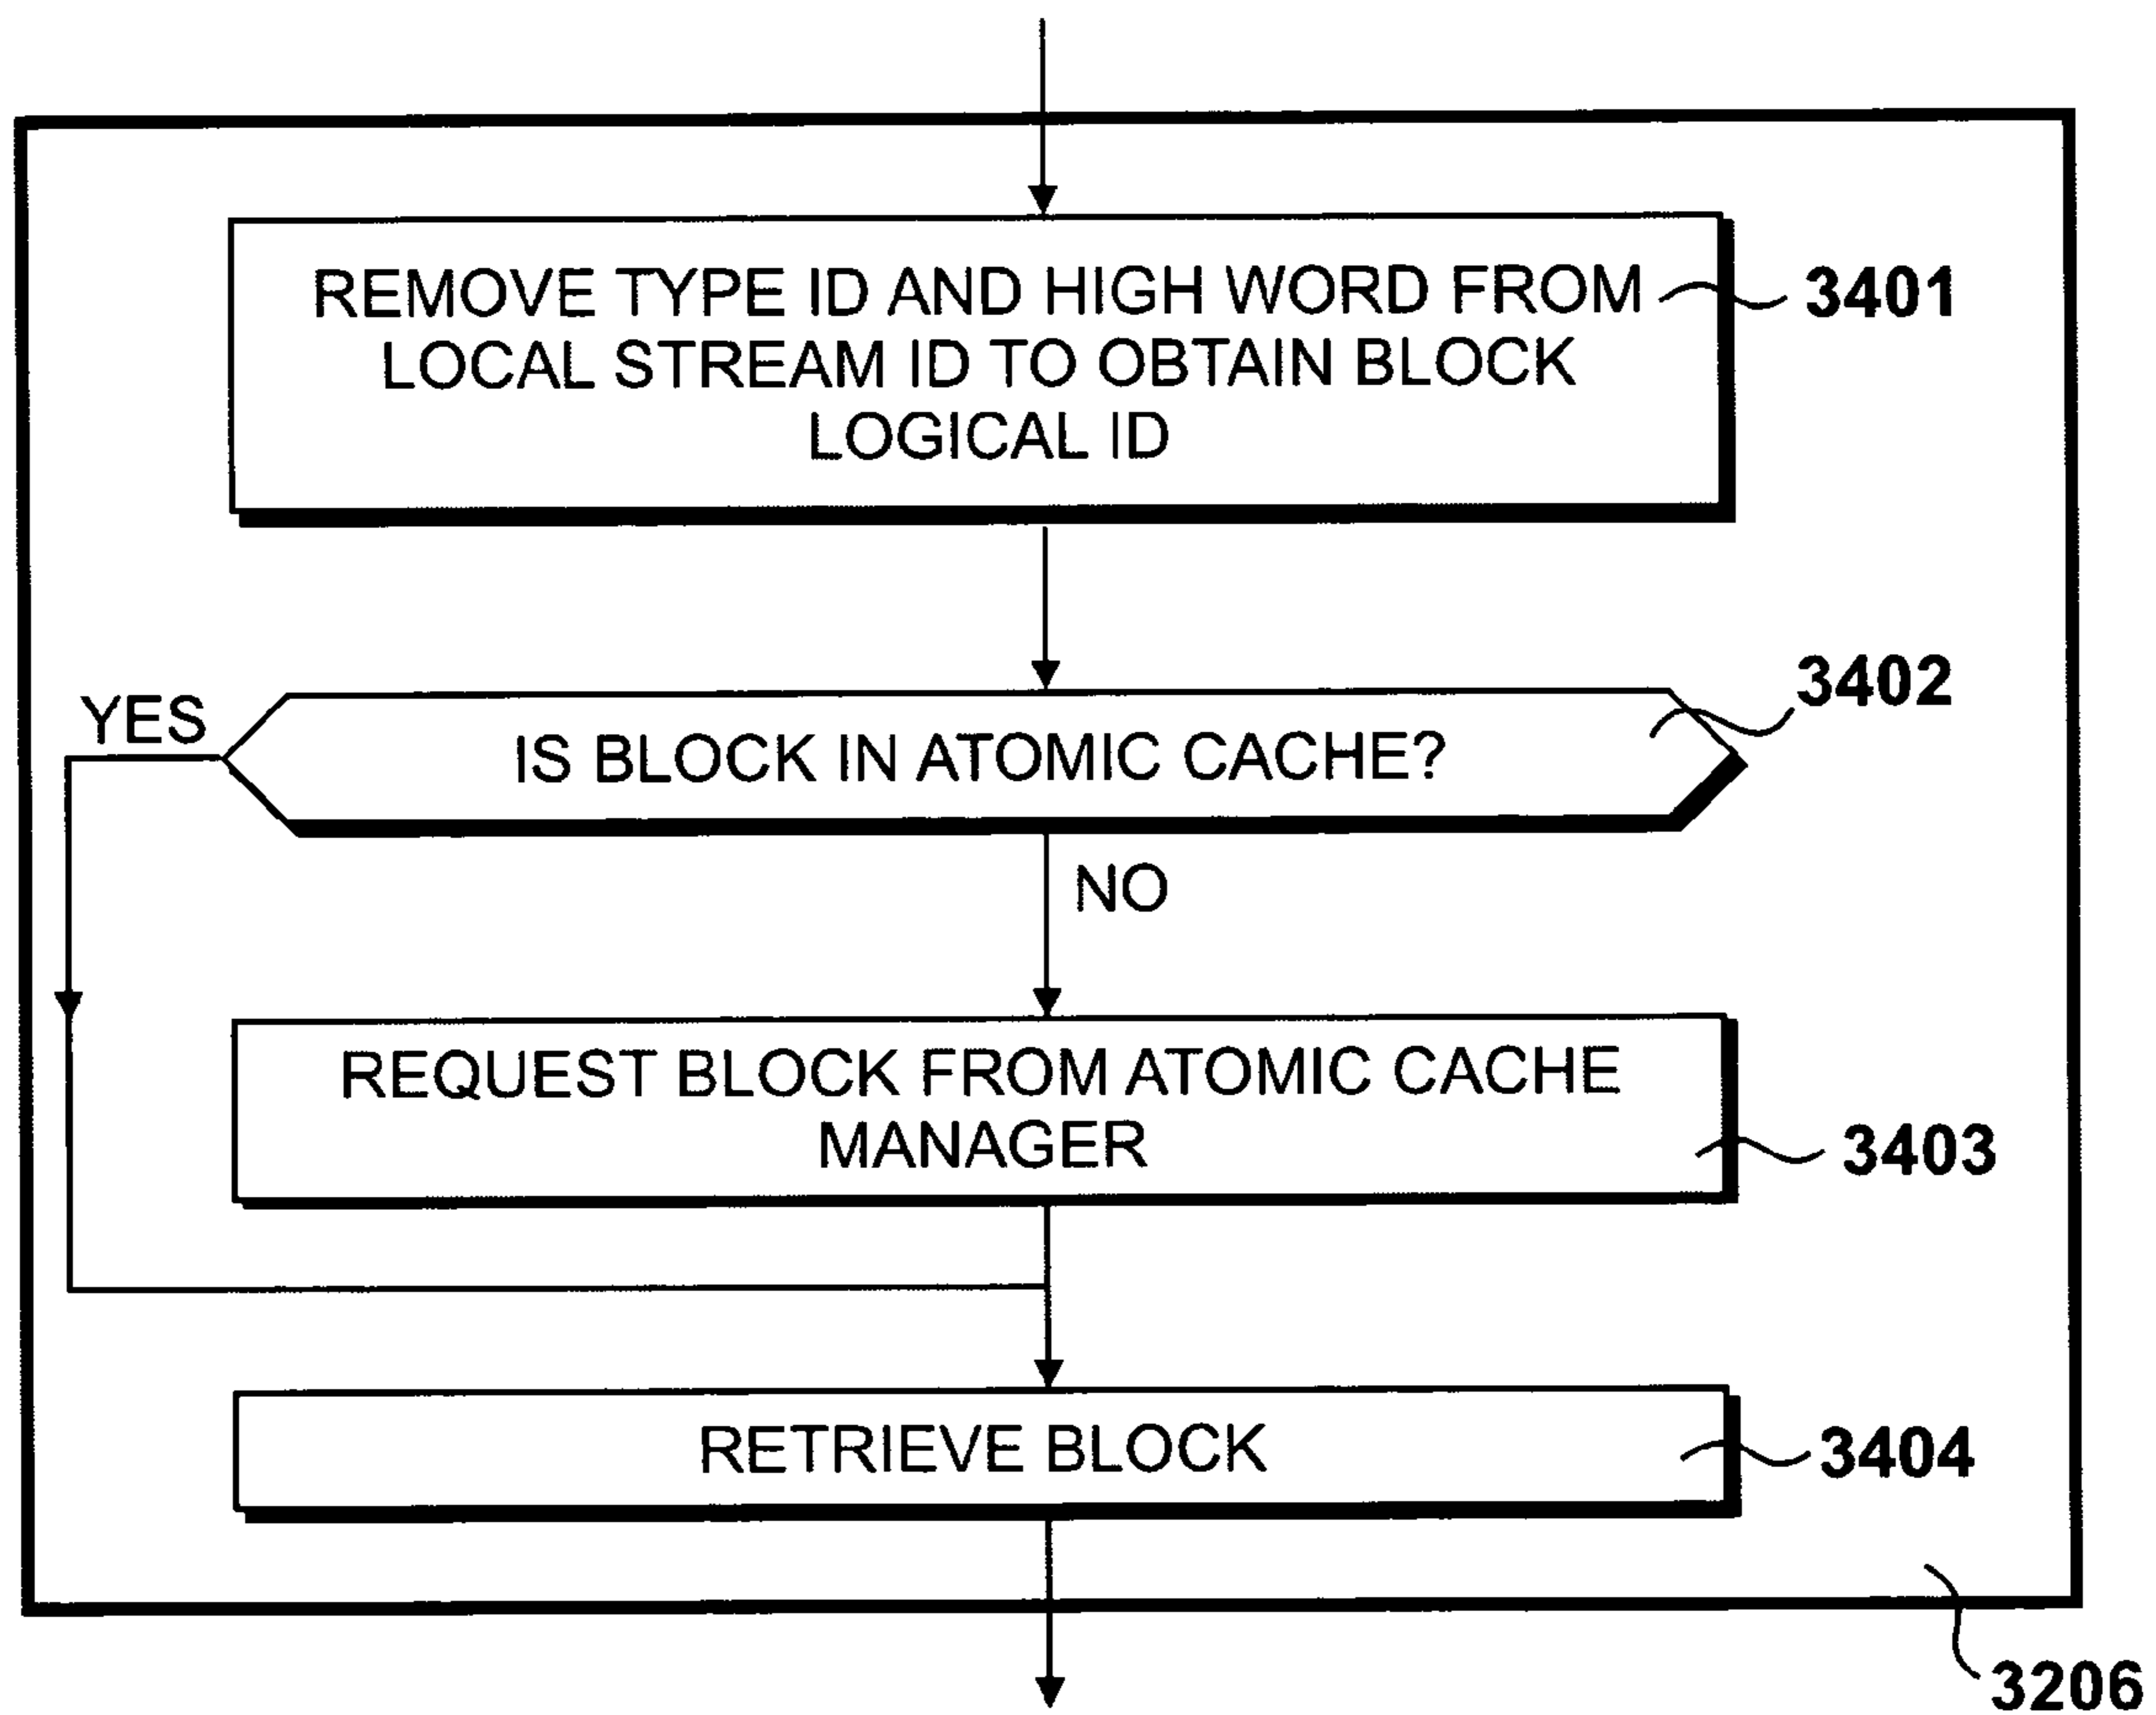 REMOVE TYPE ID AND HIGH WORD FROM
LOCAL STREAM ID TO OBTAIN BLOCK
LOGICAL ID
3401
3402
YES
IS BLOCK IN ATOMIC CACHE?
NO
REQUEST BLOCK FROM ATOMIC CACHE
MANAGER
3403
RETRIEVE BLOCK
3404
3206